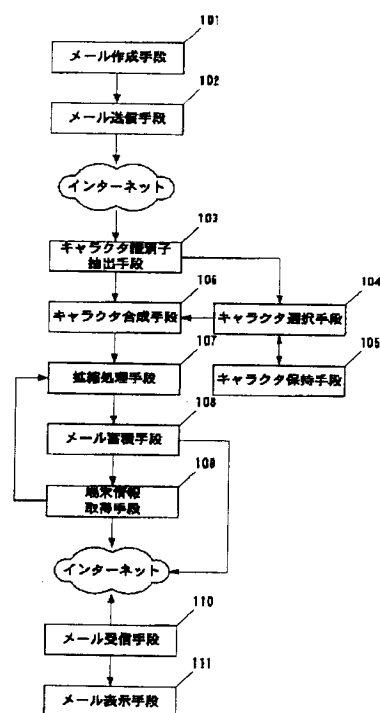 101
メール作成手段
102
メール送信手段
インターネット
103
キャラクタ識別子
抽出手段
106
キャラクタ合成手段
104
キャラクタ選択手段
107
105
拡縮処理手段
キャラクタ保持手段
108
メール蓄積手段
109
端末情報
取得手段
インターネット
110
メール受信手段
111
メール表示手段